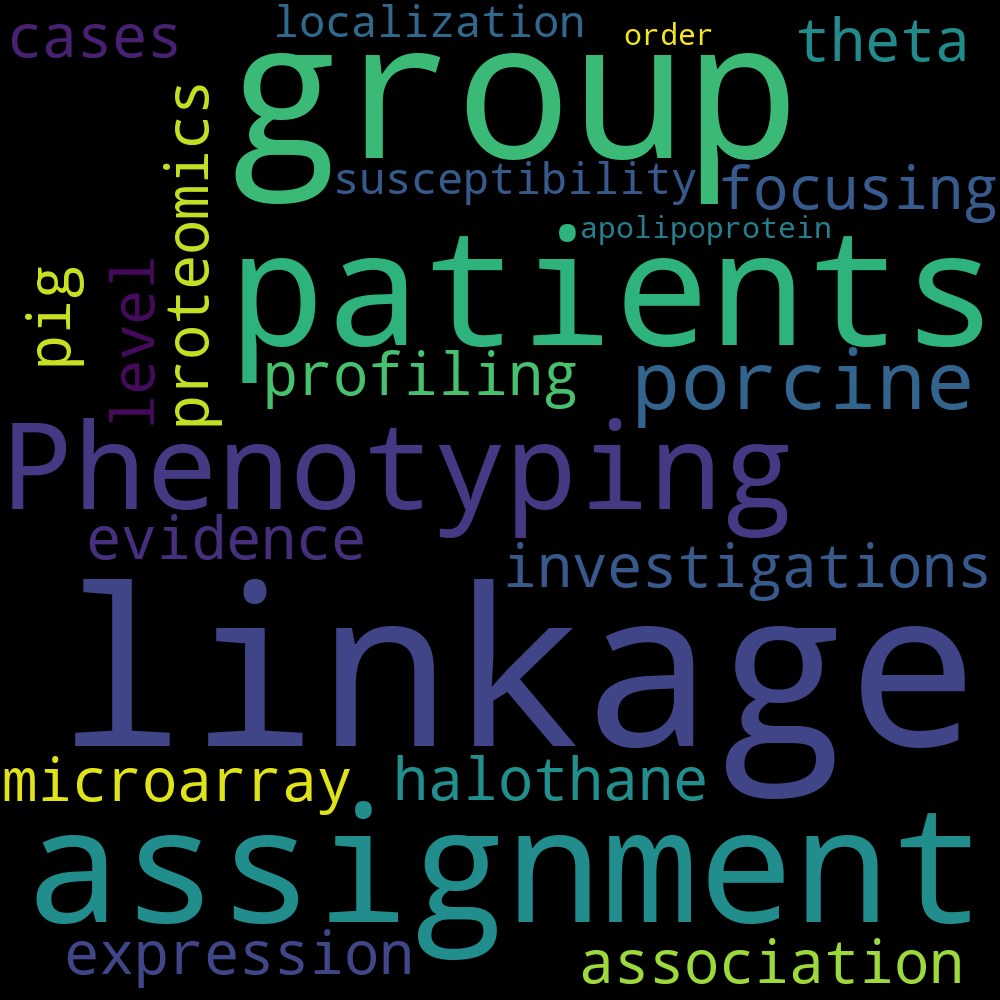 localization
cases
order
theta
group
proteomics
susceptibility
focusing
apolipoprotein
pig
level
patients
profiling
porcine
Phenotyping
evidence
investigations
linkage
microarray
halothane
assignment
expression
association